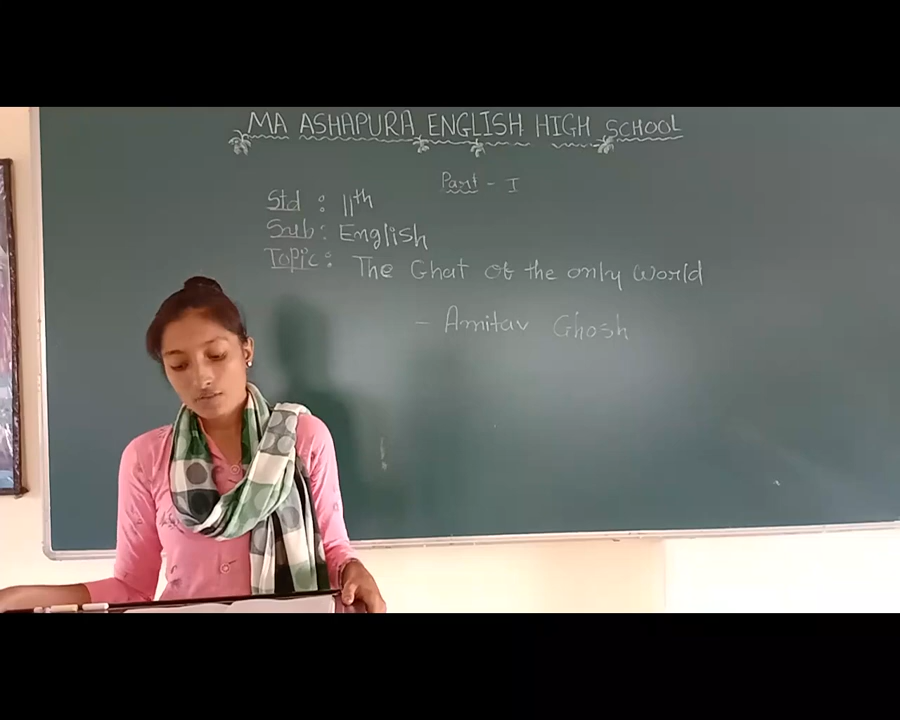 MA ASHAPURA ENGLISH HIGH SCHOOL
Part - I
Std : 11th
Sub : English
Topic : The Ghat of the only World
- Amitav Ghosh